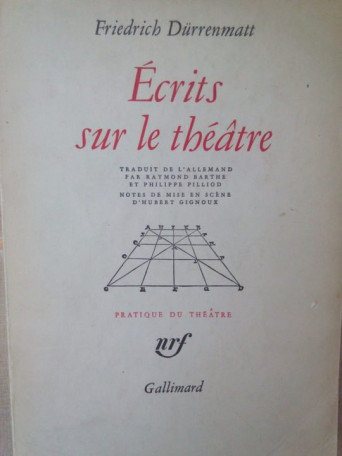 Friedrich Dürrenmatt
Écrits
sur le théâtre
TRADUIT DE L'ALLEMAND
PAR RAYMOND BARTHE
ET PHILIPPE PILLIOD
NOTES DE MISE EN SCÈNE
D'HUBERT GIGNOUX
PRATIQUE DU THÉÂTRE
nrf
Gallimard